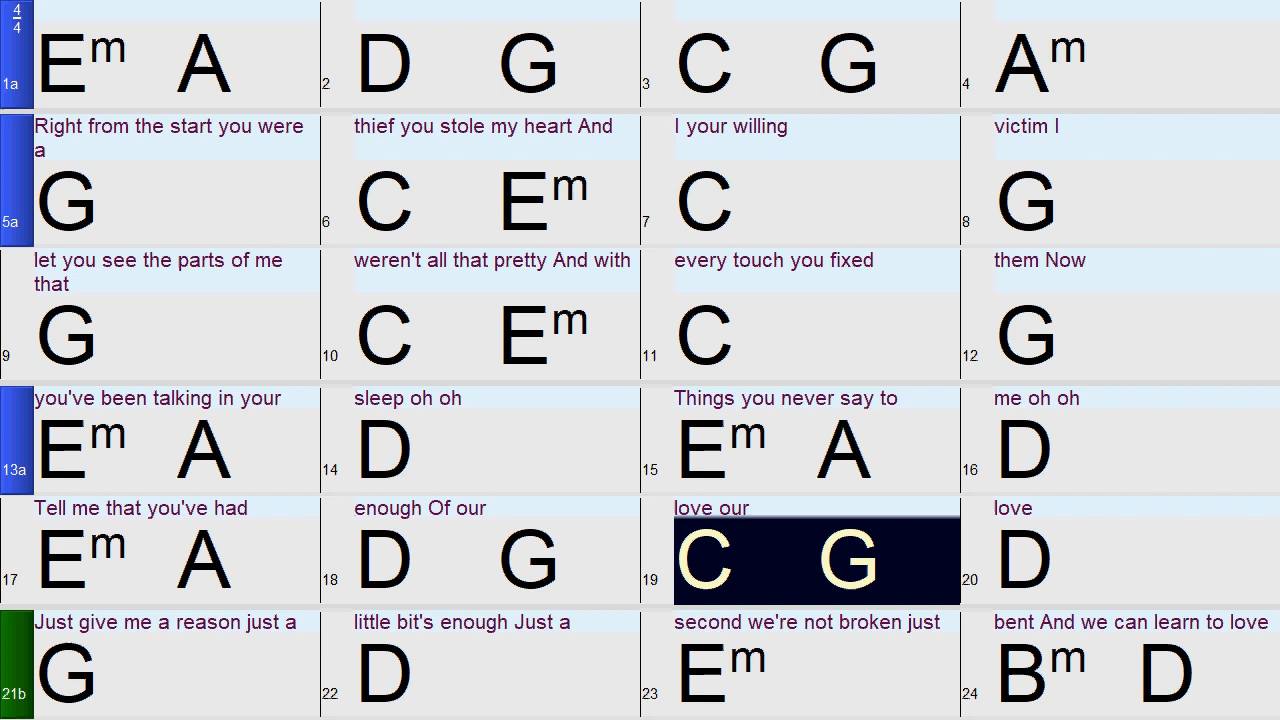 4
4
1a Em A 2 D G 3 C G 4 Am
Right from the start you were a thief you stole my heart And I your willing victim I
5a G 6 C Em 7 C 8 G
let you see the parts of me that weren't all that pretty And with every touch you fixed them Now
9 G 10 C Em 11 C 12 G
you've been talking in your sleep oh oh Things you never say to me oh oh
13a Em A 14 D 15 Em A 16 D
Tell me that you've had enough Of our love our love
17 Em A 18 D G 19 C G 20 D
Just give me a reason just a little bit's enough Just a second we're not broken just bent And we can learn to love
21b G 22 D 23 Em 24 Bm D